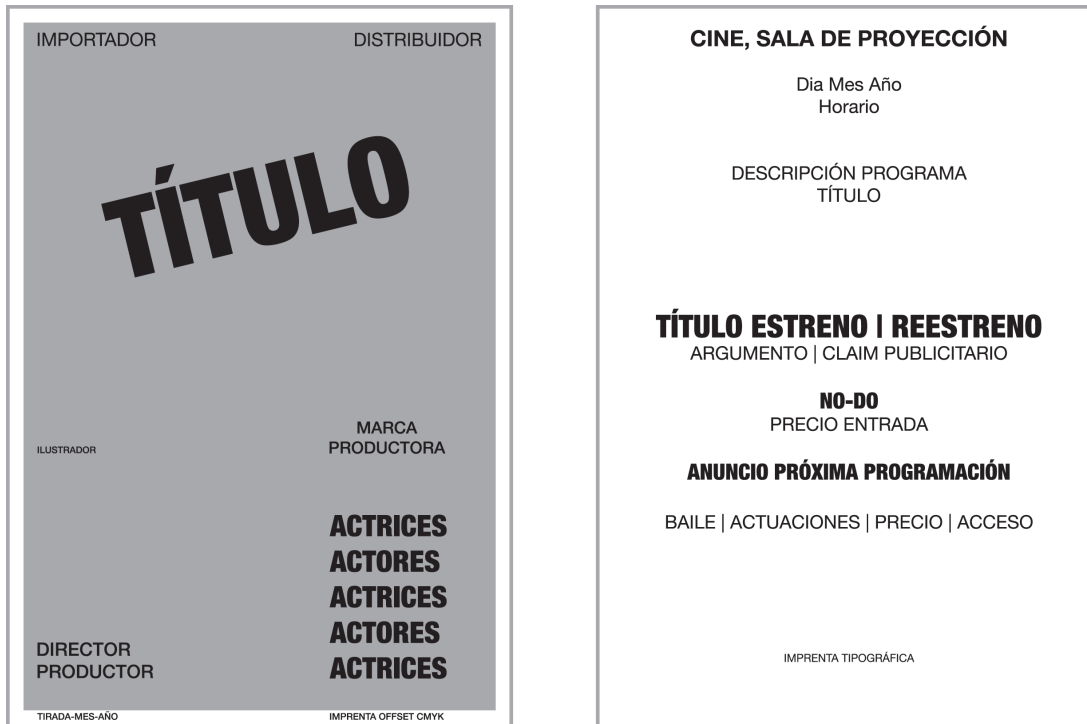 IMPORTADOR DISTRIBUIDOR
TÍTULO
MARCA
PRODUCTORA
ILUSTRADOR
ACTRICES
ACTORES
ACTRICES
ACTORES
ACTRICES
DIRECTOR
PRODUCTOR
TIRADA-MES-AÑO IMPRENTA OFFSET CMYK
CINE, SALA DE PROYECCIÓN
Dia Mes Año
Horario
DESCRIPCIÓN PROGRAMA
TÍTULO
TÍTULO ESTRENO | REESTRENO
ARGUMENTO | CLAIM PUBLICITARIO
NO-DO
PRECIO ENTRADA
ANUNCIO PRÓXIMA PROGRAMACIÓN
BAILE | ACTUACIONES | PRECIO | ACCESO
IMPRENTA TIPOGRÁFICA